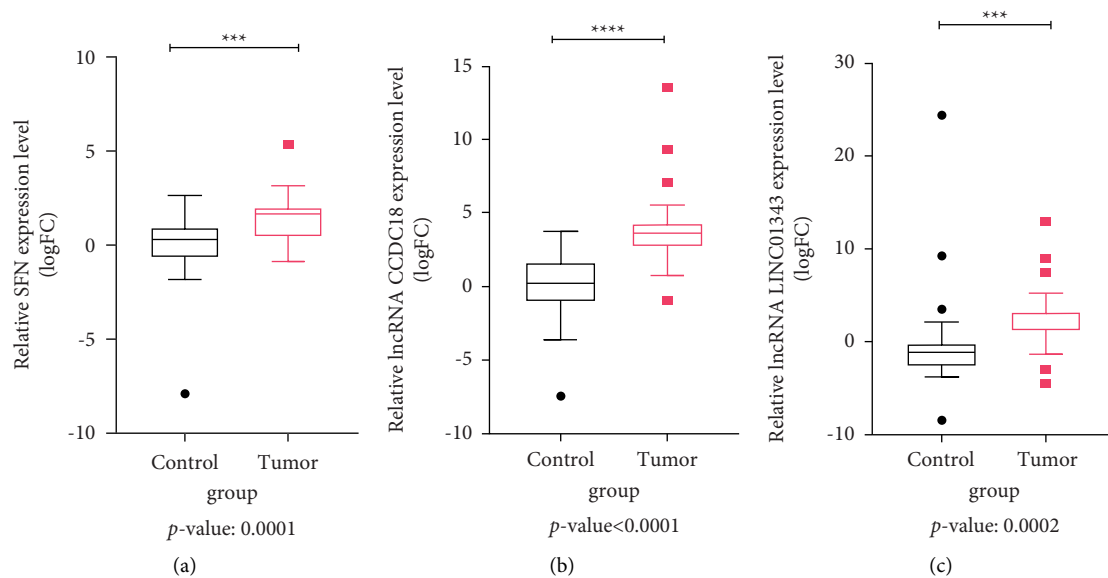 ***
10
5
0
-5
-10
Relative SFN expression level
(logFC)
Control
Tumor
group
p-value: 0.0001
(a)
****
15
10
5
0
-5
-10
Relative lncRNA CCDC18 expression level
(logFC)
Control
Tumor
group
p-value<0.0001
(b)
***
30
20
10
0
-10
Relative lncRNA LINC01343 expression level
(logFC)
Control
Tumor
group
p-value: 0.0002
(c)